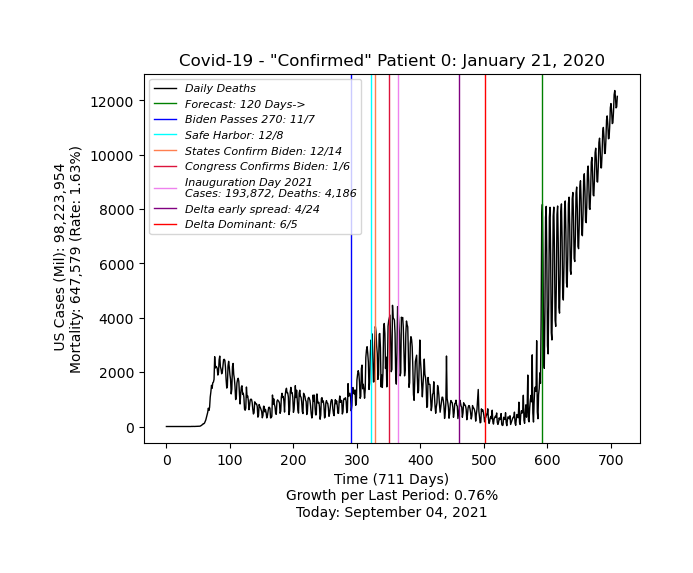 Covid-19 - "Confirmed" Patient 0: January 21, 2020
US Cases (Mil): 98,223,954
Mortality: 647,579 (Rate: 1.63%)
12000
10000
8000
6000
4000
2000
0
Daily Deaths
Forecast: 120 Days->
Biden Passes 270: 11/7
Safe Harbor: 12/8
States Confirm Biden: 12/14
Congress Confirms Biden: 1/6
Inauguration Day 2021
Cases: 193,872, Deaths: 4,186
Delta early spread: 4/24
Delta Dominant: 6/5
0 100 200 300 400 500 600 700
Time (711 Days)
Growth per Last Period: 0.76%
Today: September 04, 2021